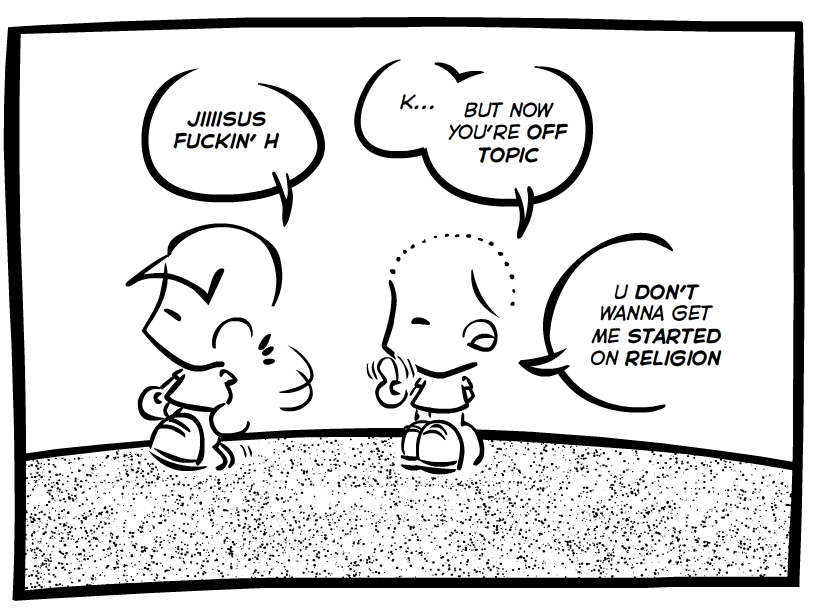 JIIIISUS
FUCKIN' H
K...
BUT NOW
YOU'RE OFF
TOPIC
U DON'T
WANNA GET
ME STARTED
ON RELIGION